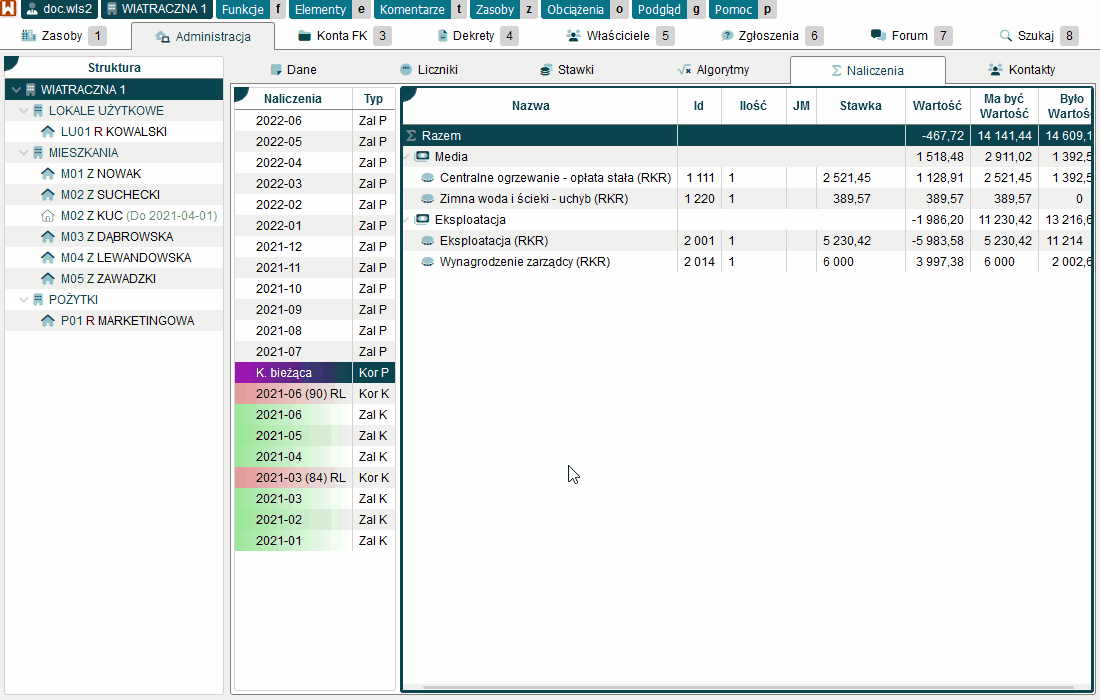 doc.wls2 WIATRACZNA 1 Funkcje f Elementy e Komentarze t Zasoby z Obciążenia o Podgląd g Pomoc p
Zasoby 1 Administracja Konta FK 3 Dekrety 4 Właściciele 5 Zgłoszenia 6 Forum 7 Szukaj 8
Struktura
WIATRACZNA 1
LOKALE UŻYTKOWE
LU01 R KOWALSKI
MIESZKANIA
M01 Z NOWAK
M02 Z SUCHECKI
M02 Z KUC (Do 2021-04-01)
M03 Z DĄBROWSKA
M04 Z LEWANDOWSKA
M05 Z ZAWADZKI
POŻYTKI
P01 R MARKETINGOWA
Dane Liczniki Stawki Algorytmy Naliczenia Kontakty
Naliczenia Typ
2022-06 Zal P
2022-05 Zal P
2022-04 Zal P
2022-03 Zal P
2022-02 Zal P
2022-01 Zal P
2021-12 Zal P
2021-11 Zal P
2021-10 Zal P
2021-09 Zal P
2021-08 Zal P
2021-07 Zal P
K. bieżąca Kor P
2021-06 (90) RL Kor K
2021-06 Zal K
2021-05 Zal K
2021-04 Zal K
2021-03 (84) RL Kor K
2021-03 Zal K
2021-02 Zal K
2021-01 Zal K
Nazwa Id Ilość JM Stawka Wartość Ma być Wartość Było Wartość
Σ Razem -467,72 14 141,44 14 609,1
Media 1 518,48 2 911,02 1 392,5
Centralne ogrzewanie - opłata stała (RKR) 1 111 1 2 521,45 1 128,91 2 521,45 1 392,5
Zimna woda i ścieki - uchyb (RKR) 1 220 1 389,57 389,57 389,57 0
Eksploatacja -1 986,20 11 230,42 13 216,6
Eksploatacja (RKR) 2 001 1 5 230,42 -5 983,58 5 230,42 11 214
Wynagrodzenie zarządcy (RKR) 2 014 1 6 000 3 997,38 6 000 2 002,6